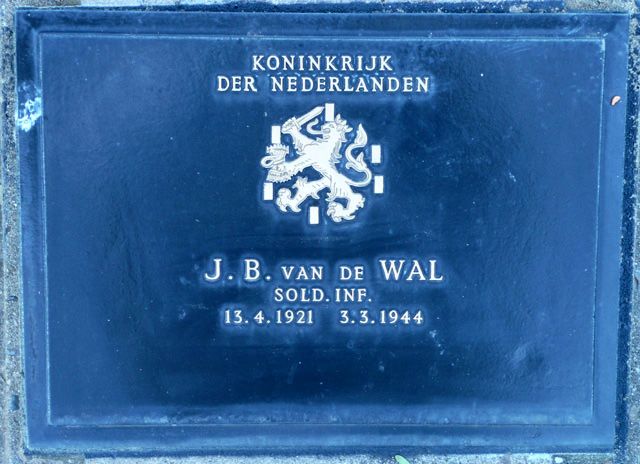 KONINKRIJK
DER NEDERLANDEN
J. B. VAN DE WAL
SOLD. INF.
13.4.1921 3.3.1944